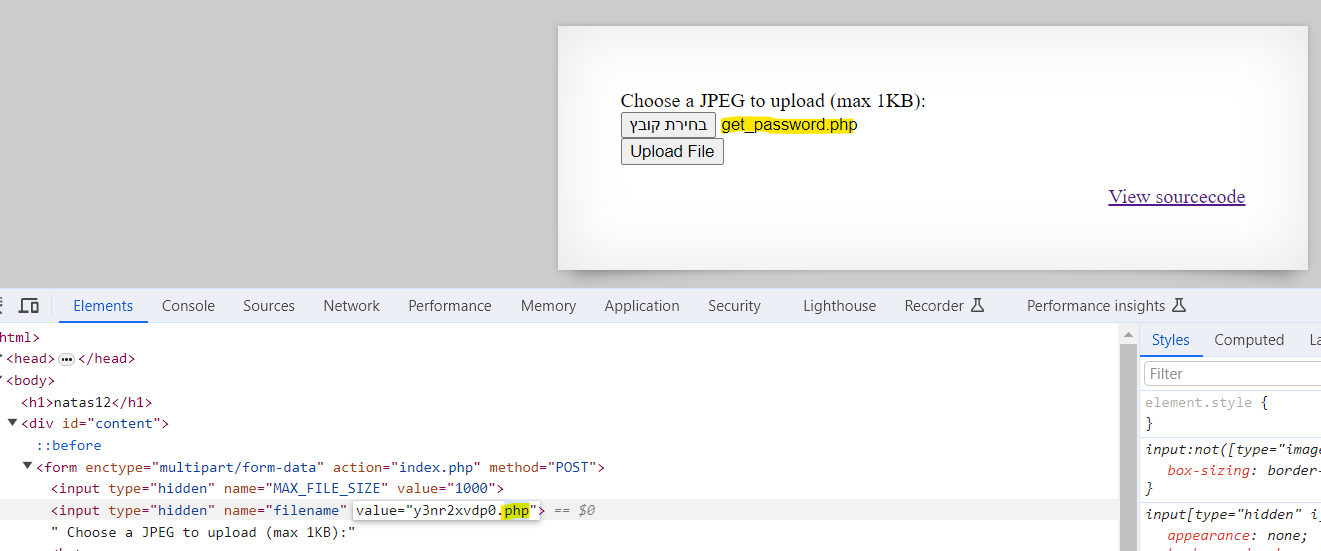 Choose a JPEG to upload (max 1KB):
בחירת קובץ get_password.php
Upload File
View sourcecode
Elements Console Sources Network Performance Memory Application Security Lighthouse Recorder Performance insights
html>
<head> ••• </head>
<body>
<h1>natas12</h1>
<div id="content">
::before
<form enctype="multipart/form-data" action="index.php" method="POST">
<input type="hidden" name="MAX_FILE_SIZE" value="1000">
<input type="hidden" name="filename" value="y3nr2xvdp0.php"> == $0
" Choose a JPEG to upload (max 1KB):"
Styles Computed La
Filter
element.style {
}
input:not([type="image
box-sizing: border-
}
input[type="hidden" i
appearance: none;